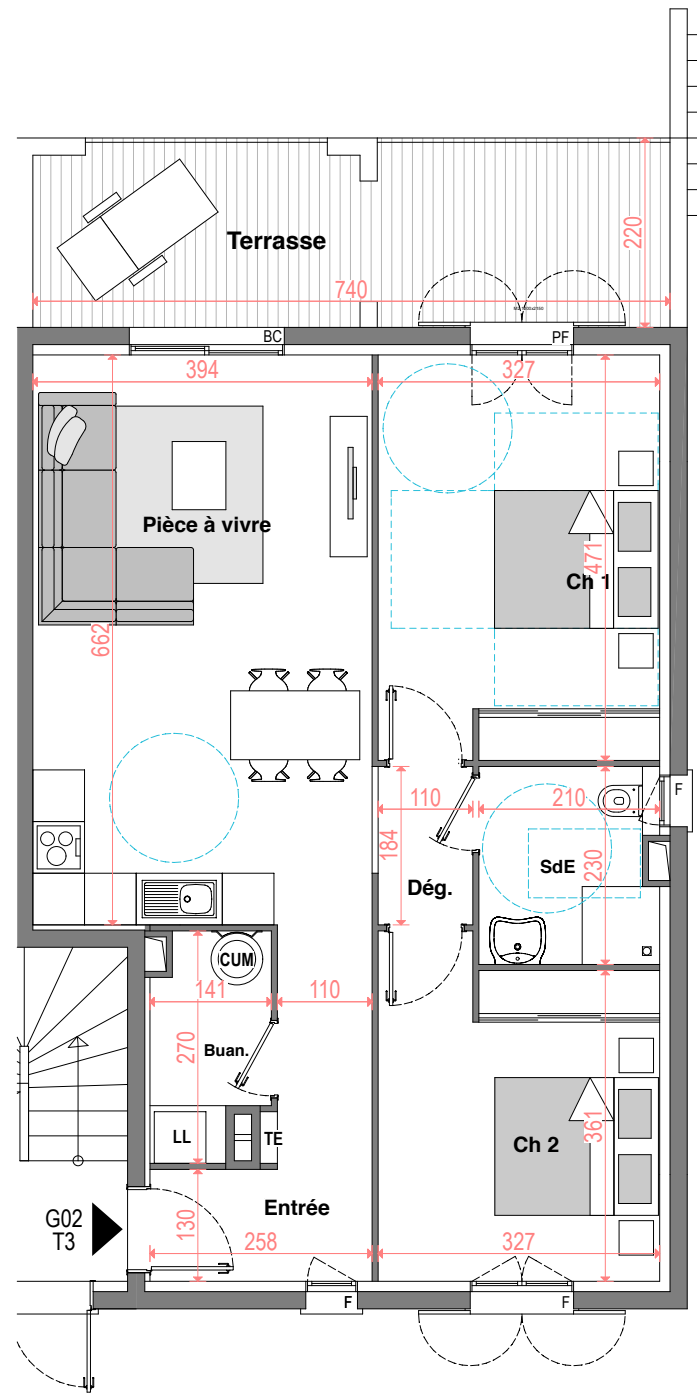 220
Terrasse
740
BC
PF
394
327
Pièce à vivre
471
Ch 1
662
110
210
F
184
230
SdE
Dég.
CUM
141
110
270
Buan.
361
LL
TE
Ch 2
Entrée
G02
T3
130
258
327
F
F